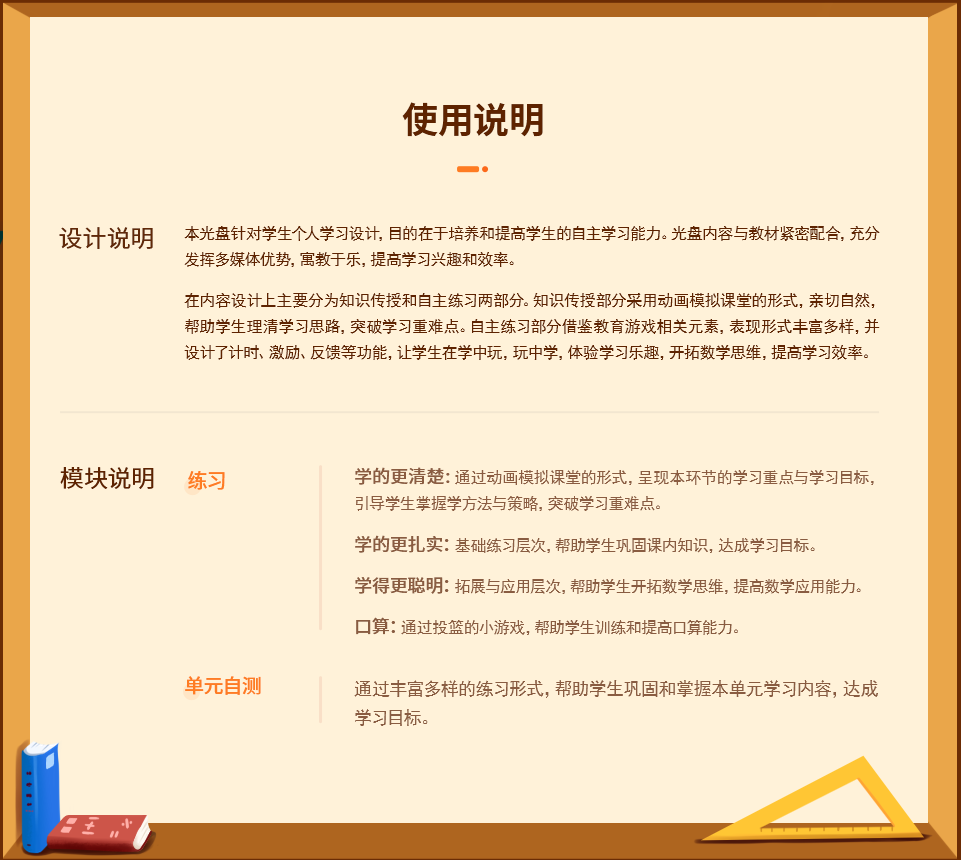 使用说明
设计说明
本光盘针对学生个人学习设计, 目的在于培养和提高学生的自主学习能力。光盘内容与教材紧密配合, 充分
发挥多媒体优势, 寓教于乐, 提高学习兴趣和效率。
在内容设计上主要分为知识传授和自主练习两部分。知识传授部分采用动画模拟课堂的形式, 亲切自然,
帮助学生理清学习思路, 突破学习重难点。自主练习部分借鉴教育游戏相关元素, 表现形式丰富多样, 并
设计了计时、激励、反馈等功能, 让学生在学中玩, 玩中学, 体验学习乐趣, 开拓数学思维, 提高学习效率。
模块说明
练习
学的更清楚: 通过动画模拟课堂的形式, 呈现本环节的学习重点与学习目标,
引导学生掌握学方法与策略, 突破学习重难点。
学的更扎实: 基础练习层次, 帮助学生巩固课内知识, 达成学习目标。
学得更聪明: 拓展与应用层次, 帮助学生开拓数学思维, 提高数学应用能力。
口算: 通过投篮的小游戏, 帮助学生训练和提高口算能力。
单元自测
通过丰富多样的练习形式, 帮助学生巩固和掌握本单元学习内容, 达成
学习目标。